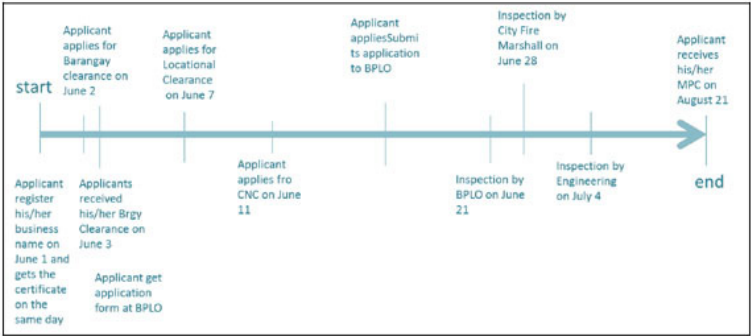 Applicant
applies for
Barangay
clearance on
June 2
Applicant
applies for
Locational
Clearance
on June 7
Applicant
appliesSubmi
ts application
to BPLO
Inspection by
City Fire
Marshall on
June 28
Applicant
receives
his/her
MPC on
August 21
start
Applicant
register
his/her
business
name on
June 1 and
gets the
certificate
on the
same day
Applicants
received
his/her Brgy
Clearance on
June 3
Applicant get
application
form at BPLO
Applicant
applies fro
CNC on June
11
Inspection by
BPLO on June
21
Inspection by
Engineering
on July 4
end